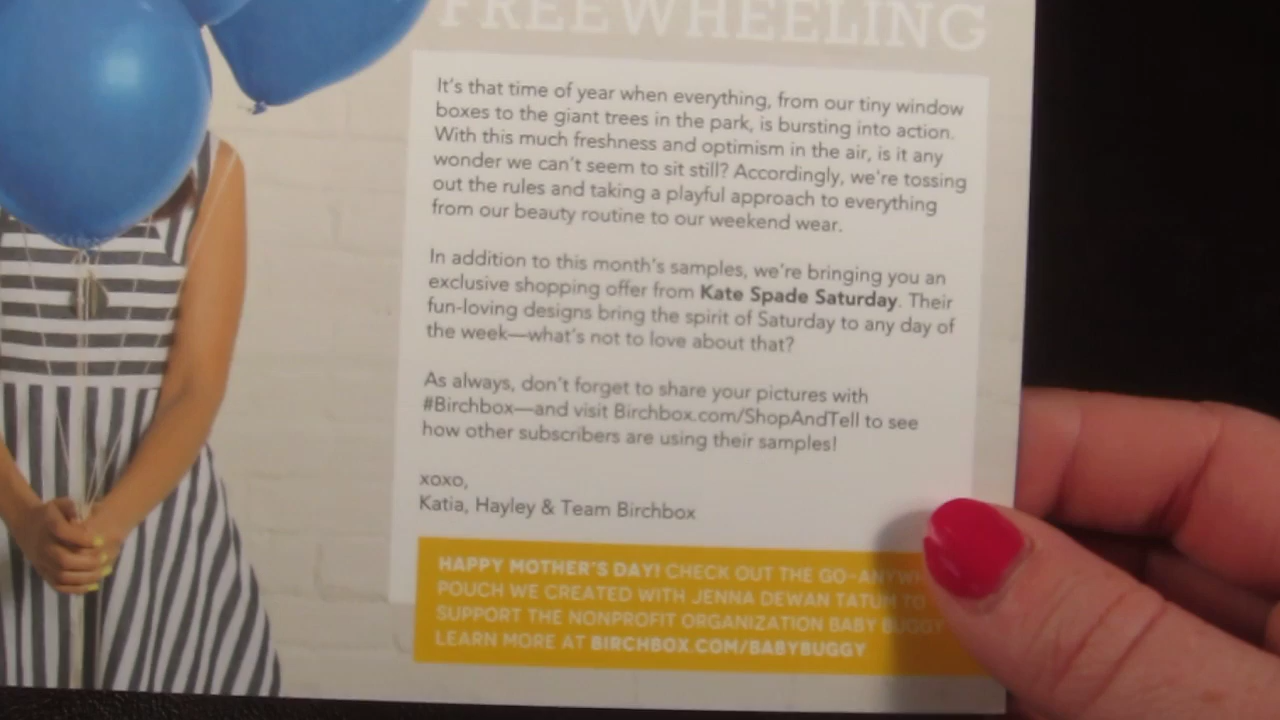 FREEWHEELING
It's that time of year when everything, from our tiny window
boxes to the giant trees in the park, is bursting into action.
With this much freshness and optimism in the air, is it any
wonder we can't seem to sit still? Accordingly, we're tossing
out the rules and taking a playful approach to everything
from our beauty routine to our weekend wear.
In addition to this month's samples, we're bringing you an
exclusive shopping offer from Kate Spade Saturday. Their
fun-loving designs bring the spirit of Saturday to any day of
the week—what's not to love about that?
As always, don't forget to share your pictures with
#Birchbox—and visit Birchbox.com/ShopAndTell to see
how other subscribers are using their samples!
xoxo,
Katia, Hayley & Team Birchbox
HAPPY MOTHER'S DAY! CHECK OUT THE
POUCH WE CREATED WITH JENNA DEWAN TATUM TO
SUPPORT THE NONPROFIT ORGANIZATION BABY BUGGY
LEARN MORE AT BIRCHBOX.COM/BABYBUGGY